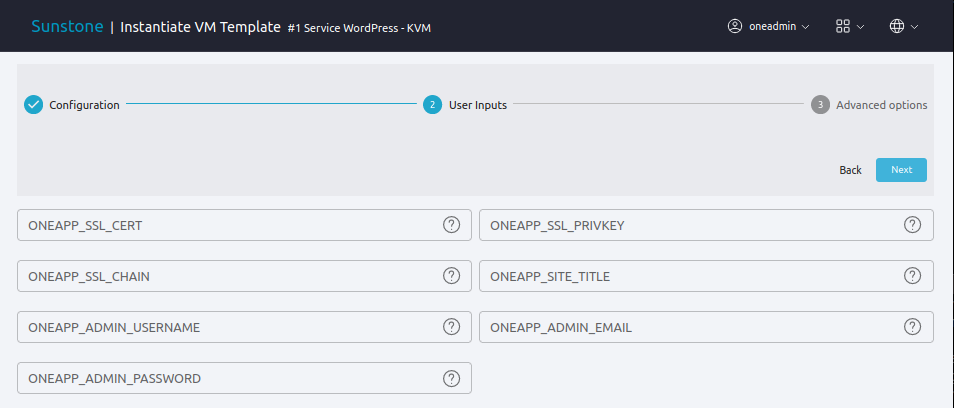 Sunstone | Instantiate VM Template #1 Service WordPress - KVM
oneadmin
Configuration
2 User Inputs
3 Advanced options
Back
Next
ONEAPP_SSL_CERT ?
ONEAPP_SSL_PRIVKEY ?
ONEAPP_SSL_CHAIN ?
ONEAPP_SITE_TITLE ?
ONEAPP_ADMIN_USERNAME ?
ONEAPP_ADMIN_EMAIL ?
ONEAPP_ADMIN_PASSWORD ?